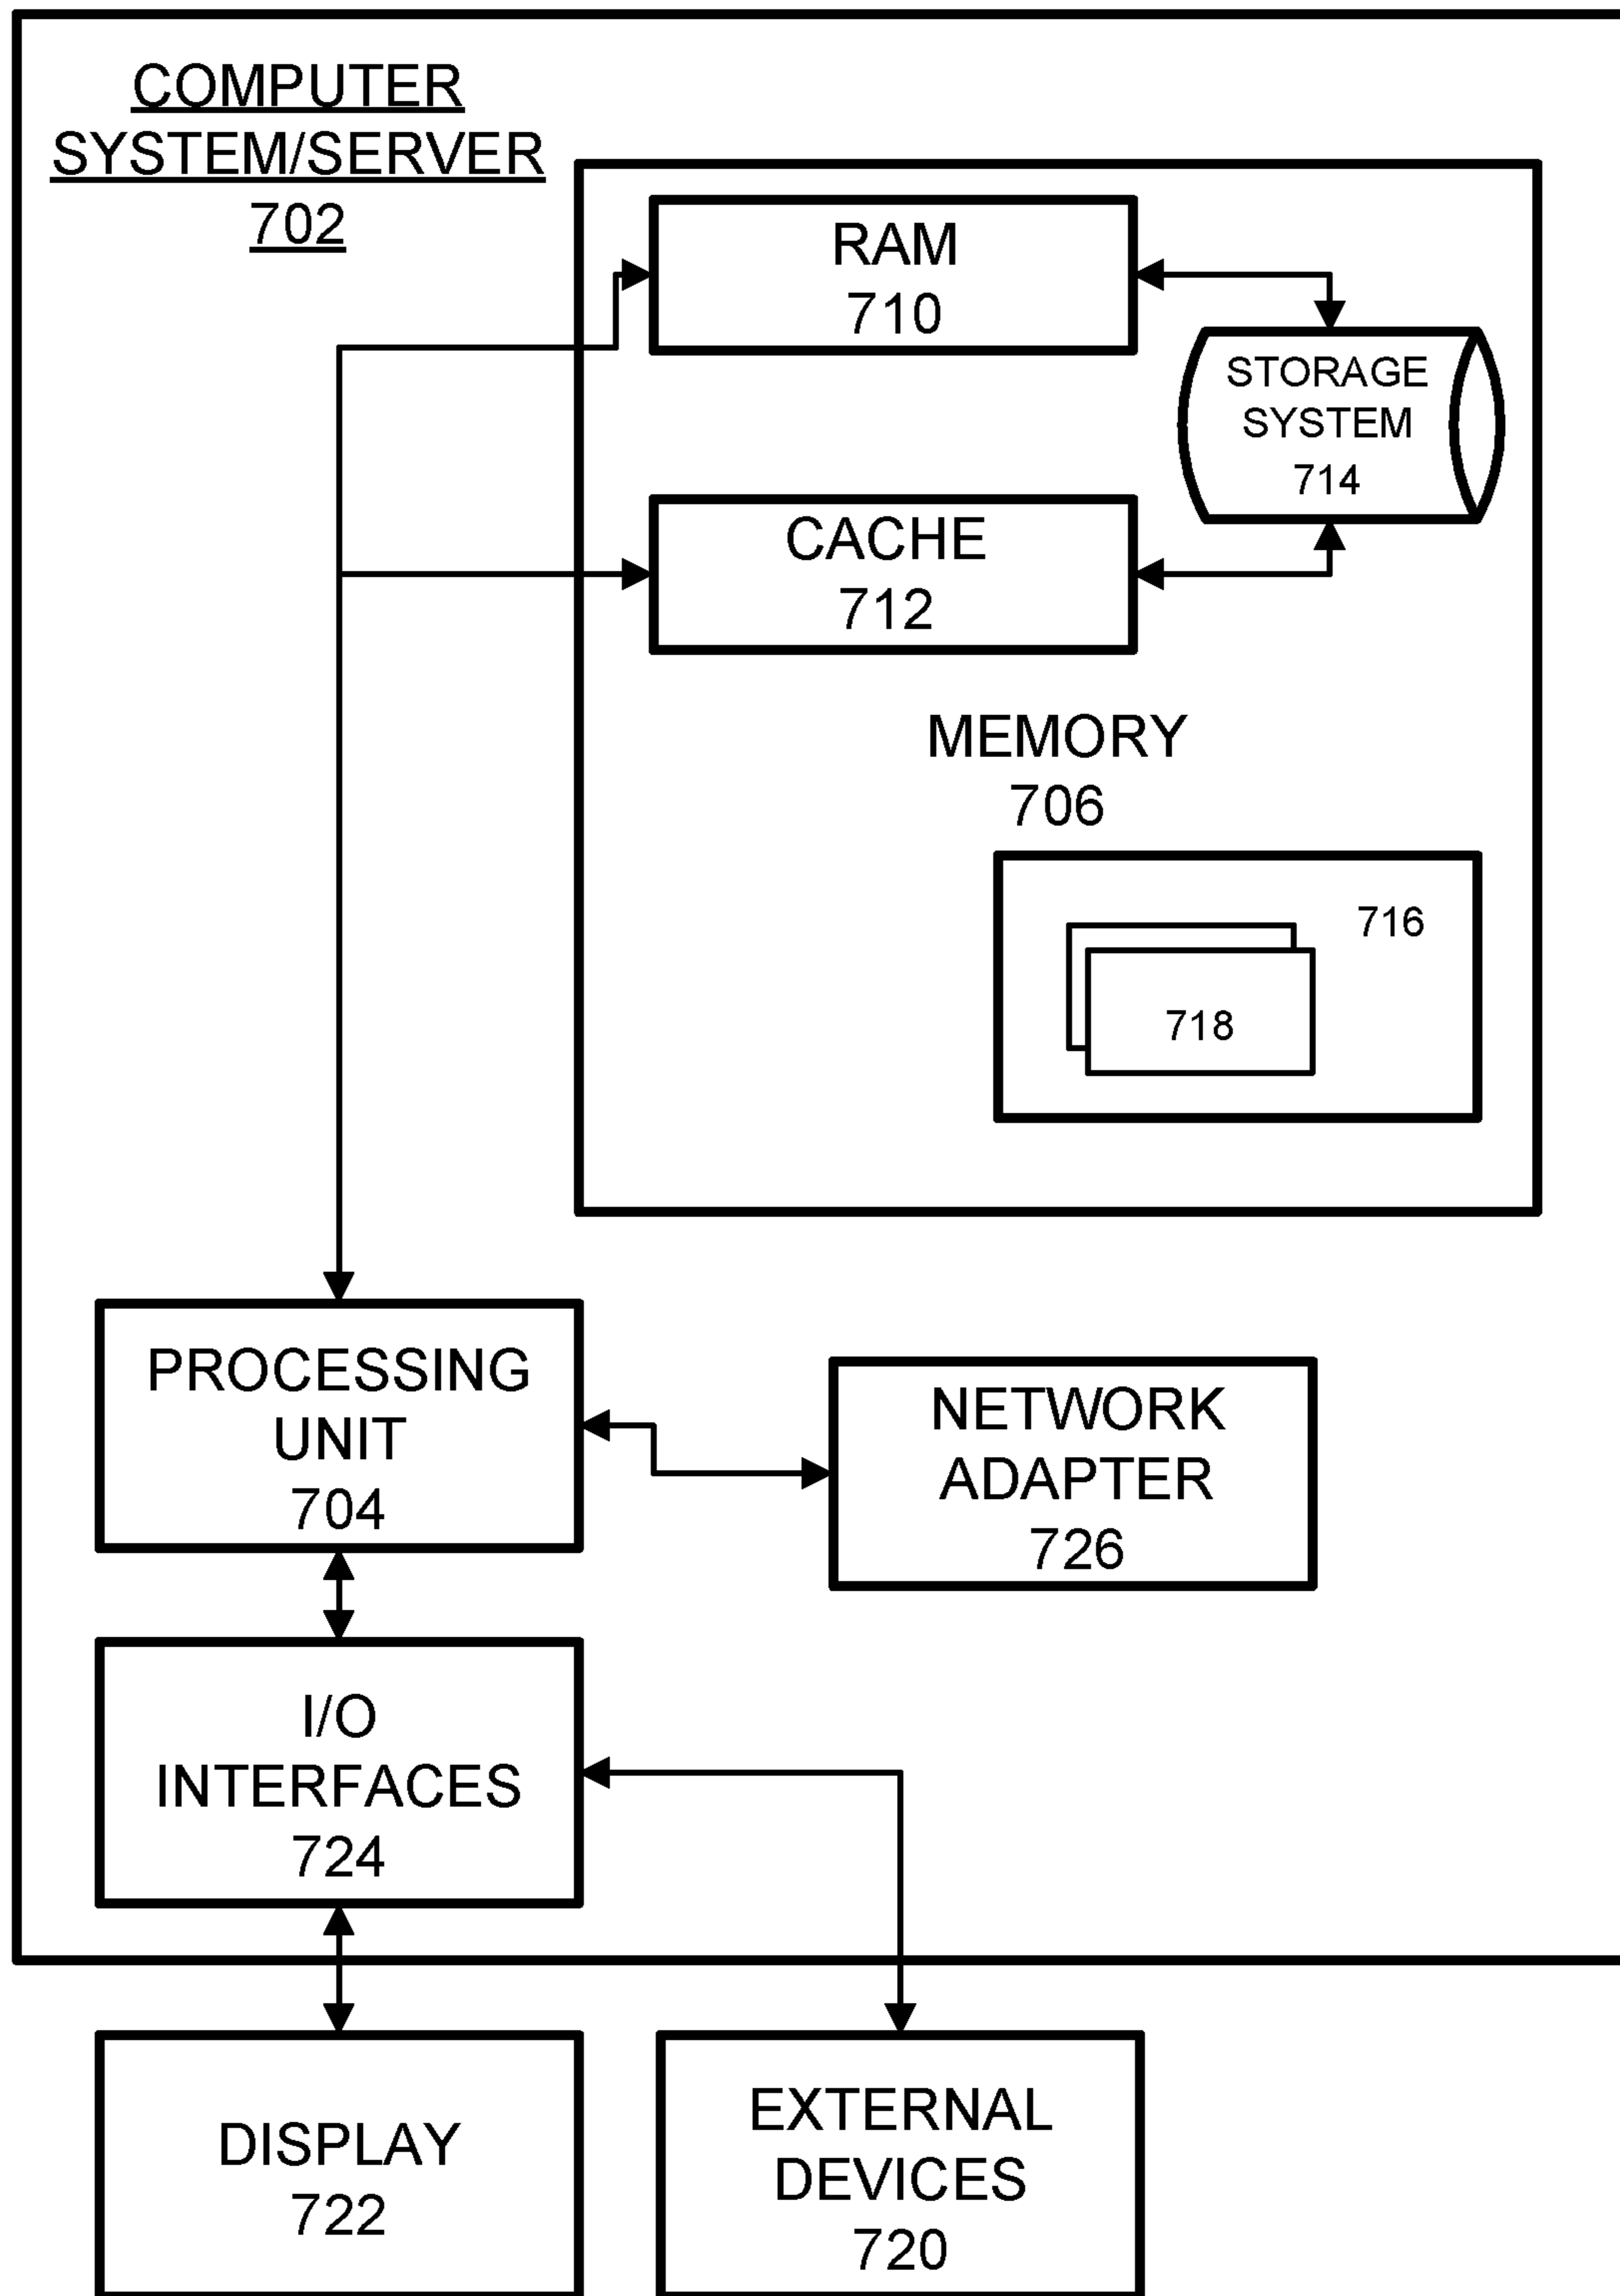 COMPUTER
SYSTEM/SERVER
702
RAM
710
STORAGE
SYSTEM
714
CACHE
712
MEMORY
706
716
718
PROCESSING
UNIT
704
NETWORK
ADAPTER
726
I/O
INTERFACES
724
DISPLAY
722
EXTERNAL
DEVICES
720